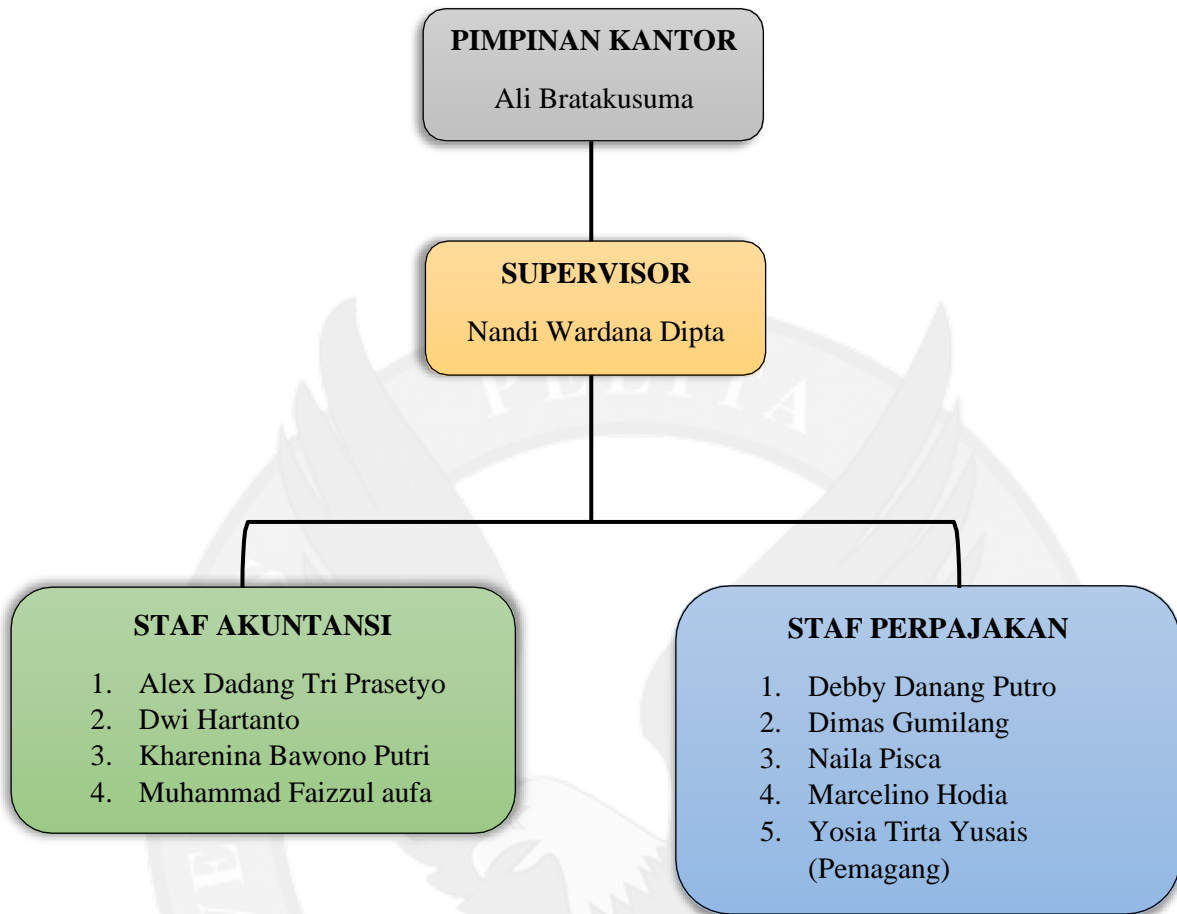 PIMPINAN KANTOR
Ali Bratakusuma
SUPERVISOR
Nandi Wardana Dipta
PELITA
STAF AKUNTANSI
1. Alex Dadang Tri Prasetyo
2. Dwi Hartanto
3. Kharenina Bawono Putri
4. Muhammad Faizzul aufa
STAF PERPAJAKAN
1. Debby Danang Putro
2. Dimas Gumilang
3. Naila Pisca
4. Marcelino Hodia
5. Yosia Tirta Yusais
(Pemagang)